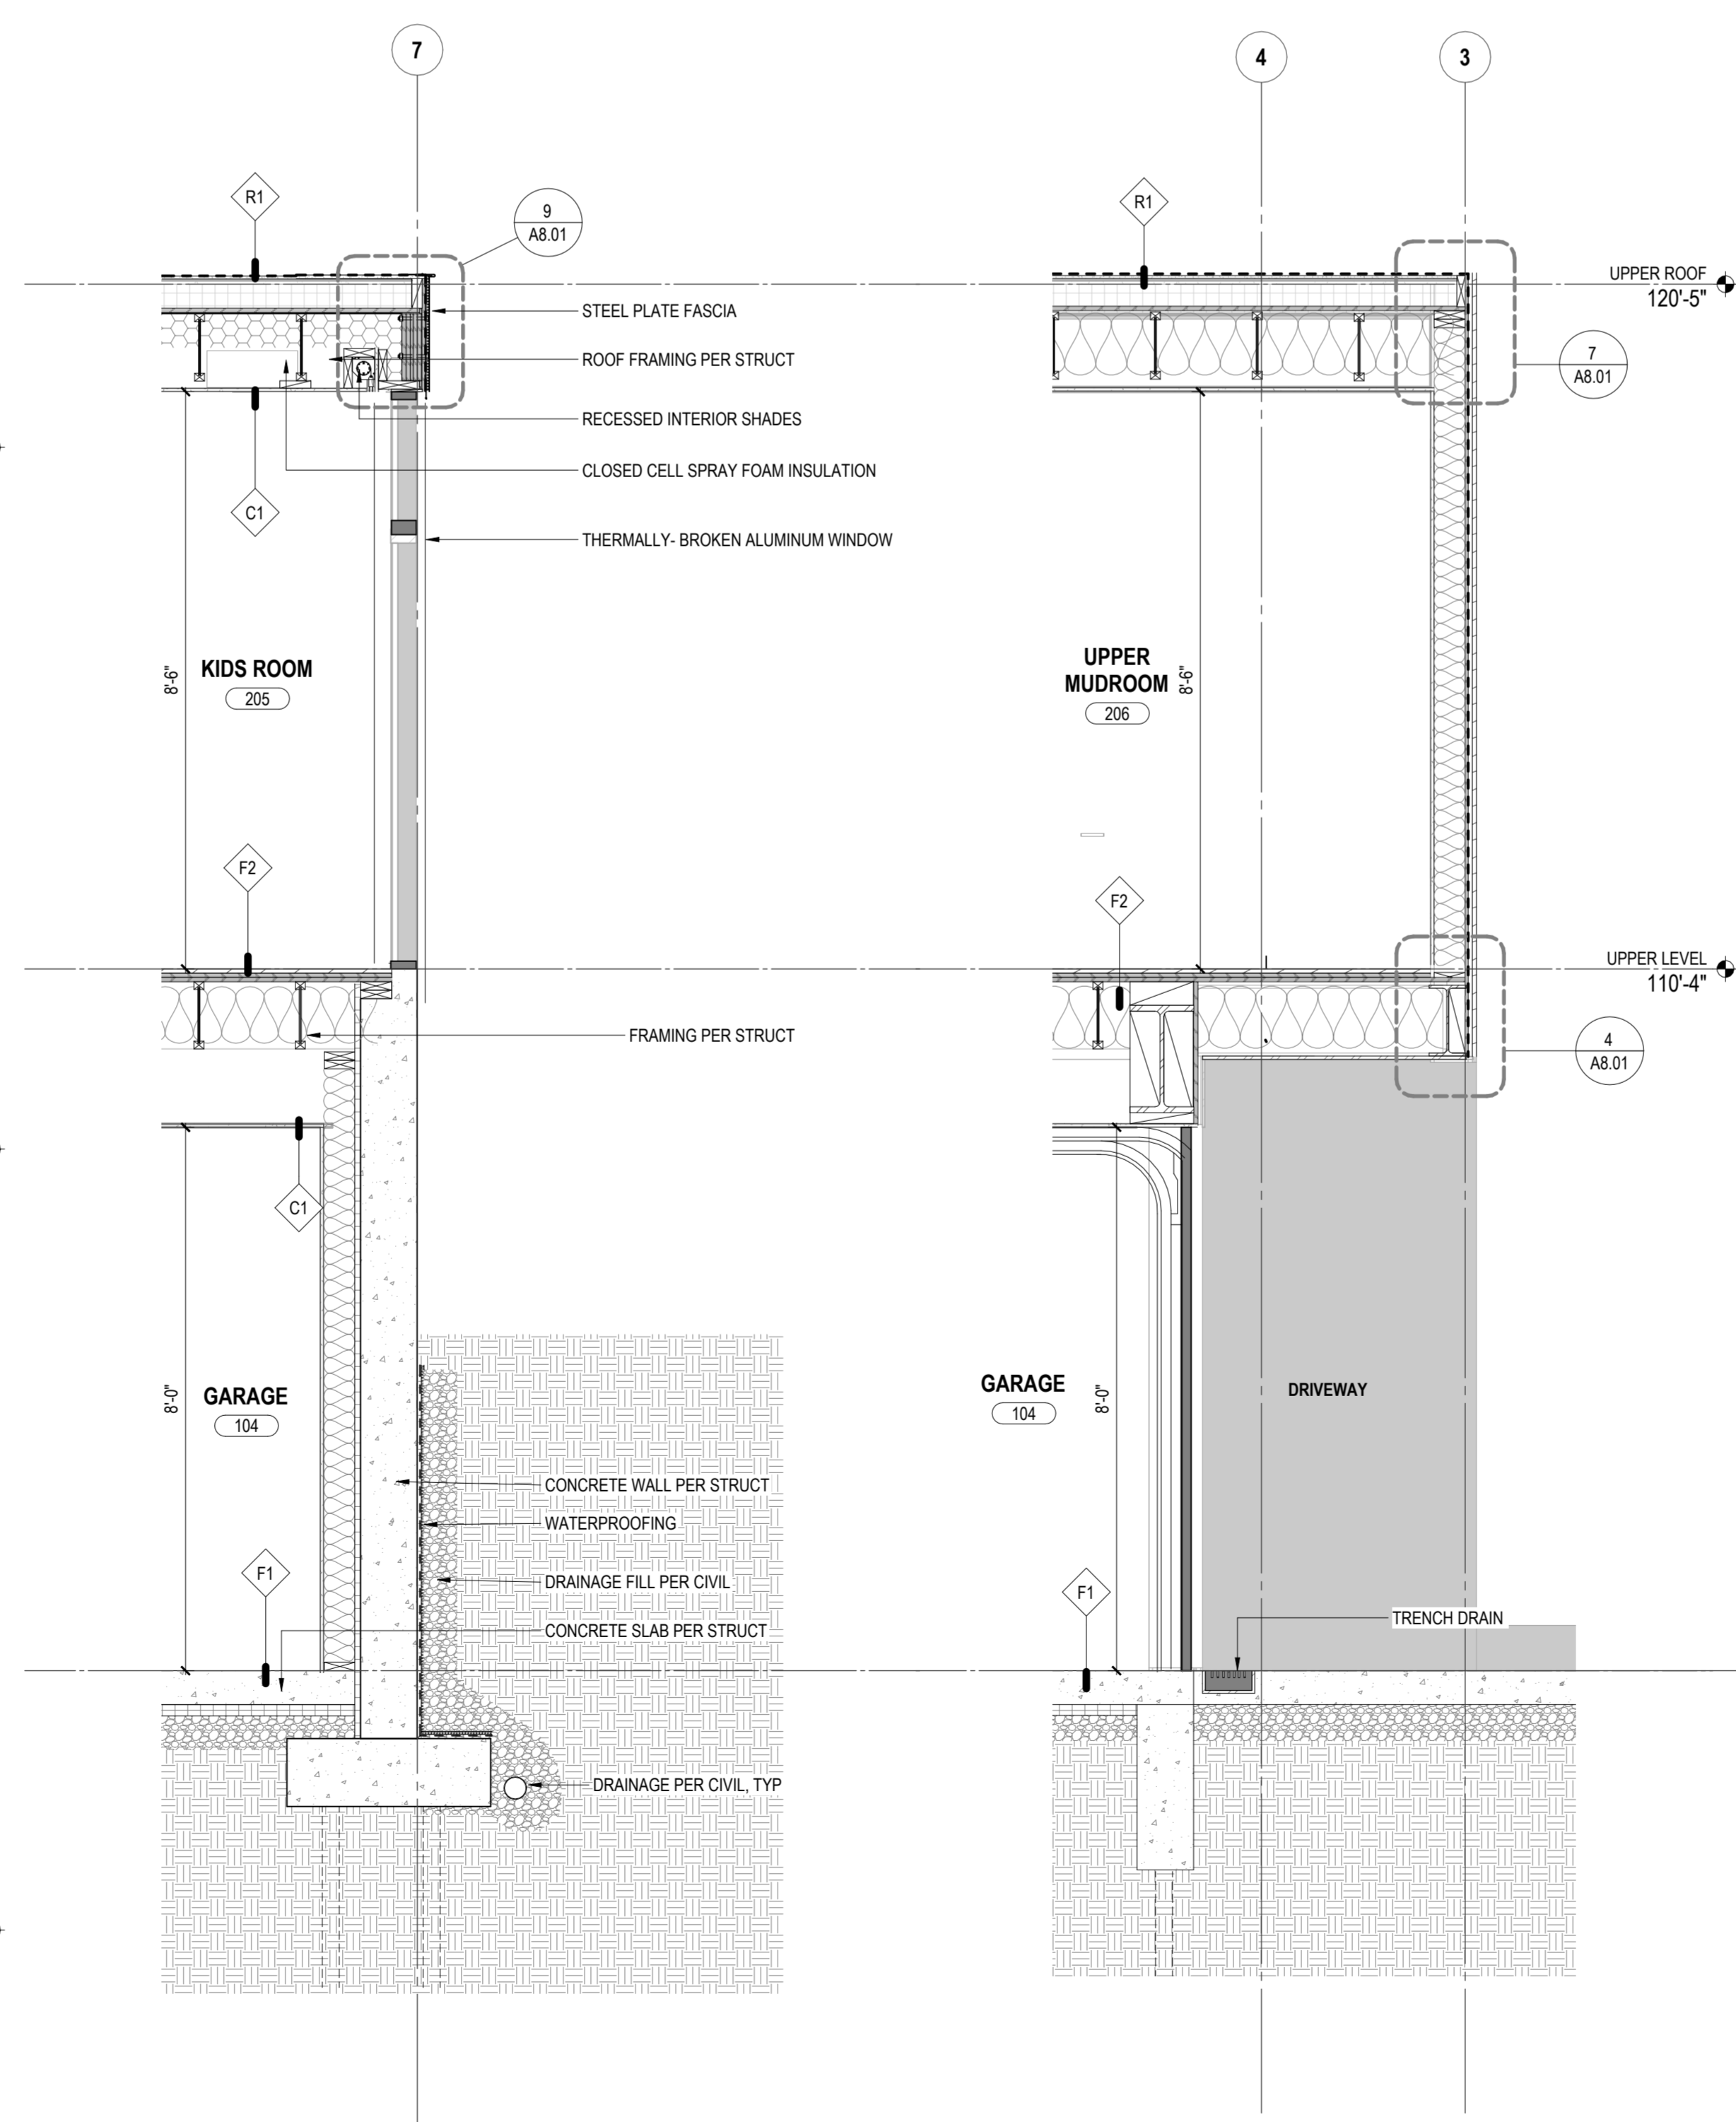 7
R1
9
A8.01
STEEL PLATE FASCIA
ROOF FRAMING PER STRUCT
RECESSED INTERIOR SHADES
CLOSED CELL SPRAY FOAM INSULATION
C1
THERMALLY- BROKEN ALUMINUM WINDOW
8'-6"
KIDS ROOM
205
F2
FRAMING PER STRUCT
C1
8'-0"
GARAGE
104
CONCRETE WALL PER STRUCT
WATERPROOFING
DRAINAGE FILL PER CIVIL
F1
CONCRETE SLAB PER STRUCT
DRAINAGE PER CIVIL, TYP
4
3
R1
UPPER ROOF
120'-5"
7
A8.01
UPPER
MUDROOM
206
8'-6"
F2
UPPER LEVEL
110'-4"
4
A8.01
GARAGE
104
8'-0"
DRIVEWAY
F1
TRENCH DRAIN